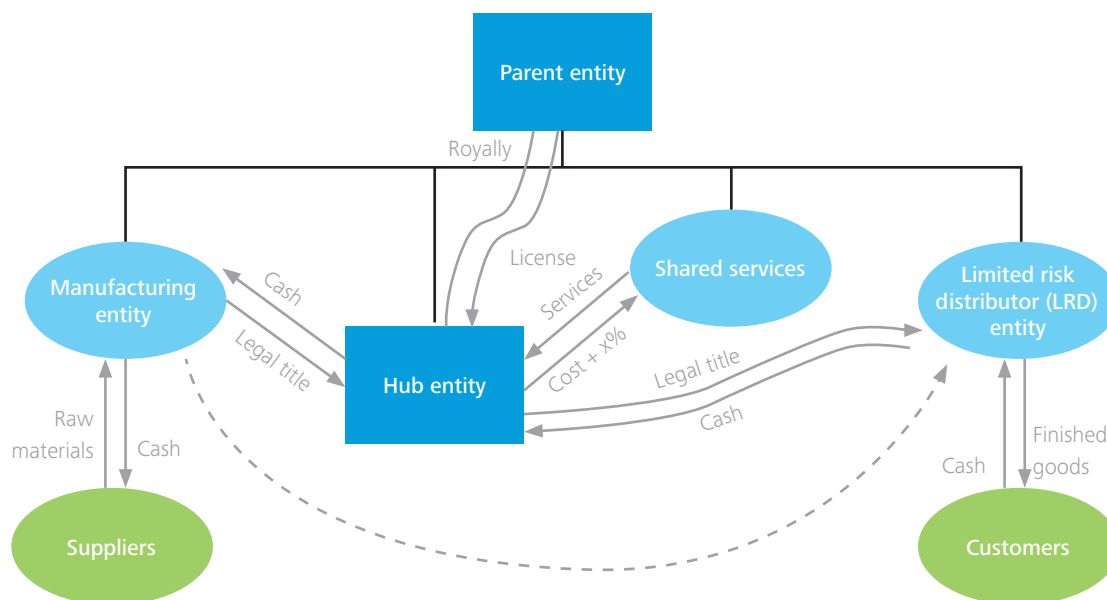 Parent entity
Royally
License
Manufacturing
entity
Cash
Legal title
Hub entity
Services
Cost + x%
Shared services
Legal title
Cash
Limited risk
distributor (LRD)
entity
Raw
materials
Cash
Suppliers
Cash
Finished
goods
Customers